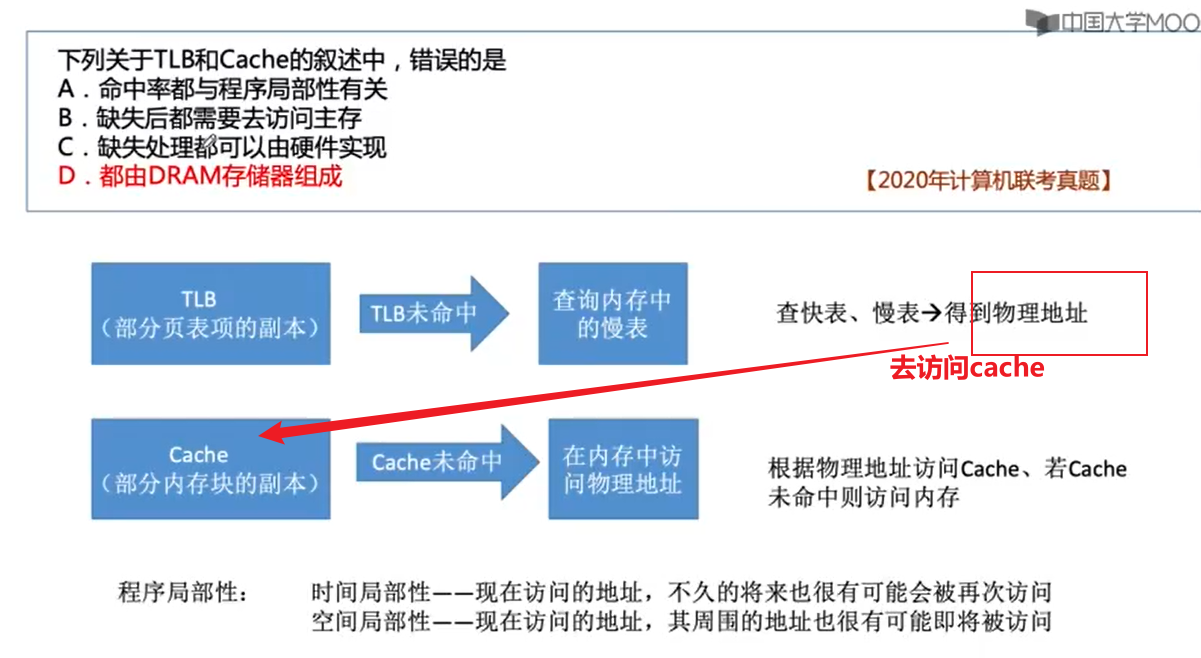 中国大学MOO
下列关于TLB和Cache的叙述中，错误的是
A．命中率都与程序局部性有关
B．缺失后都需要去访问主存
C．缺失处理都可以由硬件实现
D．都由DRAM存储器组成
【2020年计算机联考真题】
TLB
（部分页表项的副本）
TLB未命中
查询内存中
的慢表
查快表、慢表→得到物理地址
去访问cache
Cache
（部分内存块的副本）
Cache未命中
在内存中访
问物理地址
根据物理地址访问Cache、若Cache
未命中则访问内存
程序局部性：
时间局部性——现在访问的地址，不久的将来也很有可能会被再次访问
空间局部性——现在访问的地址，其周围的地址也很有可能即将被访问